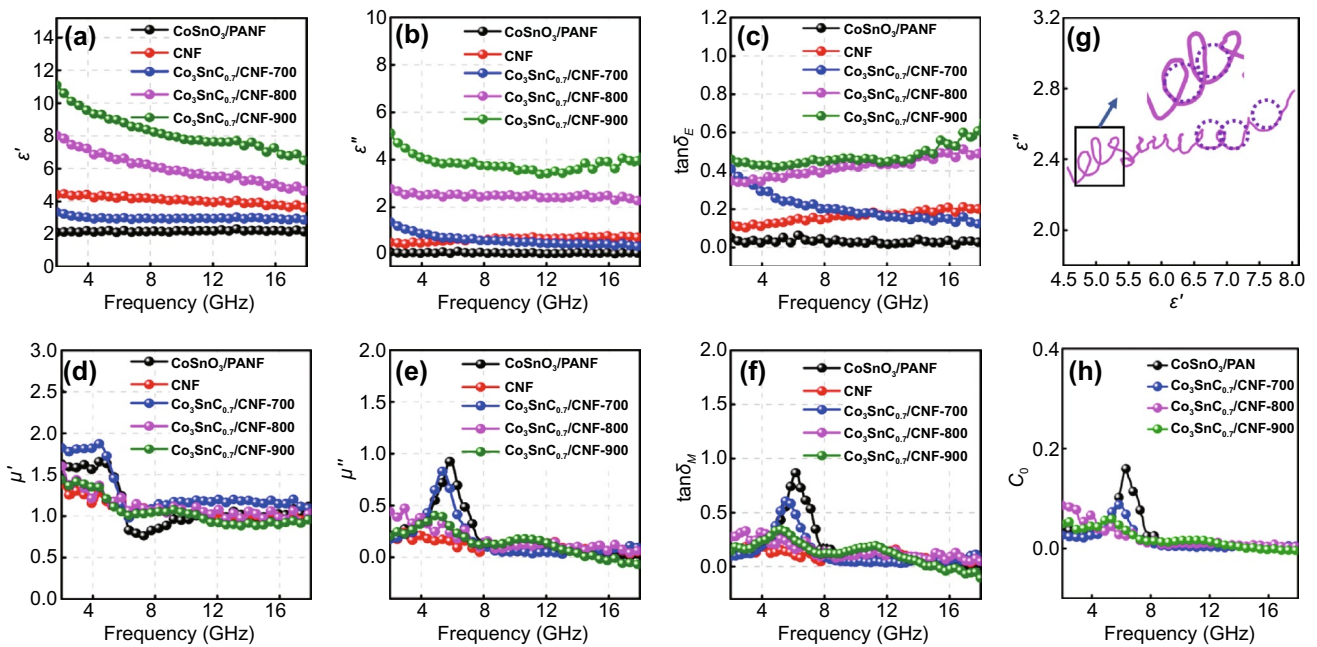 (a)
CoSnO₃/PANF
CNF
Co₃SnC₀.₇/CNF-700
Co₃SnC₀.₇/CNF-800
Co₃SnC₀.₇/CNF-900
14
12
10
8
6
4
2
0
ε′
4 8 12 16
Frequency (GHz)
(b)
CoSnO₃/PANF
CNF
Co₃SnC₀.₇/CNF-700
Co₃SnC₀.₇/CNF-800
Co₃SnC₀.₇/CNF-900
10
8
6
4
2
0
ε″
4 8 12 16
Frequency (GHz)
(c)
CoSnO₃/PANF
CNF
Co₃SnC₀.₇/CNF-700
Co₃SnC₀.₇/CNF-800
Co₃SnC₀.₇/CNF-900
1.2
1.0
0.8
0.6
0.4
0.2
0.0
tanδE
4 8 12 16
Frequency (GHz)
(g)
3.2
2.8
2.4
2.0
ε″
4.5 5.0 5.5 6.0 6.5 7.0 7.5 8.0
ε′
(d)
CoSnO₃/PANF
CNF
Co₃SnC₀.₇/CNF-700
Co₃SnC₀.₇/CNF-800
Co₃SnC₀.₇/CNF-900
3.0
2.5
2.0
1.5
1.0
0.5
0.0
μ′
4 8 12 16
Frequency (GHz)
(e)
CoSnO₃/PANF
CNF
Co₃SnC₀.₇/CNF-700
Co₃SnC₀.₇/CNF-800
Co₃SnC₀.₇/CNF-900
2.0
1.5
1.0
0.5
0.0
μ″
4 8 12 16
Frequency (GHz)
(f)
CoSnO₃/PANF
CNF
Co₃SnC₀.₇/CNF-700
Co₃SnC₀.₇/CNF-800
Co₃SnC₀.₇/CNF-900
2.0
1.5
1.0
0.5
0.0
tanδM
4 8 12 16
Frequency (GHz)
(h)
CoSnO₃/PAN
Co₃SnC₀.₇/CNF-700
Co₃SnC₀.₇/CNF-800
Co₃SnC₀.₇/CNF-900
0.4
0.2
0.0
C₀
4 8 12 16
Frequency (GHz)